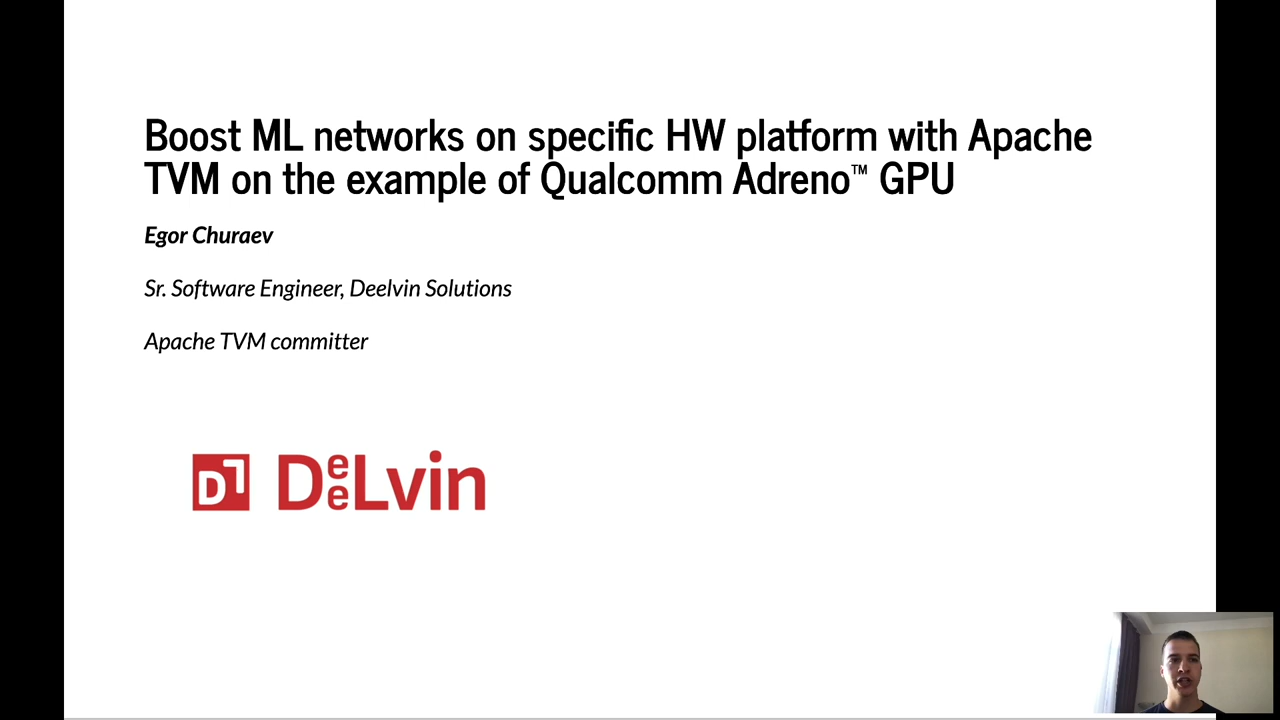 Boost ML networks on specific HW platform with Apache
TVM on the example of Qualcomm Adreno™ GPU
Egor Churaev
Sr. Software Engineer, Deelvin Solutions
Apache TVM committer
D DeeLvin